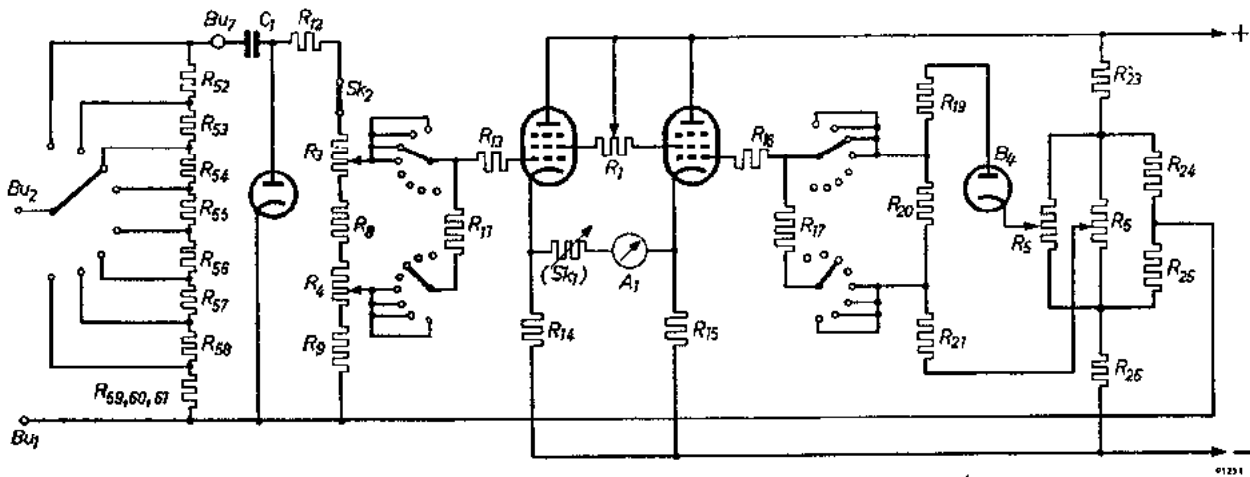 Bu7 C1 R12
+
R52
Sk2
R19
R23
R53
R3
R13
R1
R16
B4
R54
R24
Bu2
R55
R8
R11
R17
R20
R5
R6
R56
(Sk1)
A1
R25
R57
R4
R14
R15
R58
R9
R21
R26
R59,60,61
Bu1
−
91251